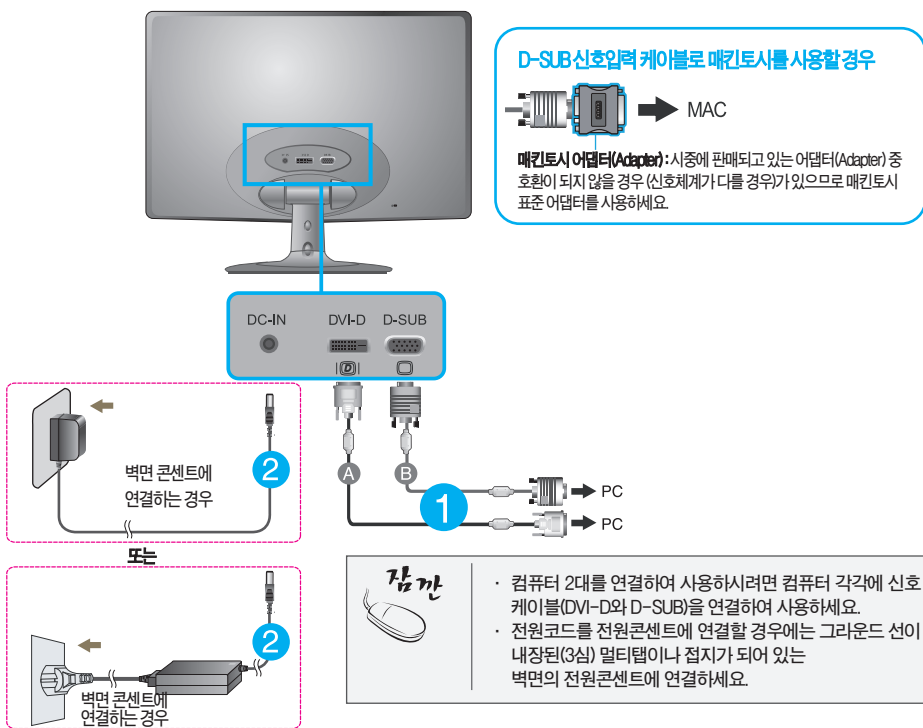 D-SUB 신호입력 케이블로 매킨토시를 사용할 경우
MAC
매킨토시 어댑터(Adapter) : 시중에 판매되고 있는 어댑터(Adapter) 중
호환이 되지 않을 경우 (신호체계가 다를 경우)가 있으므로 매킨토시
표준 어댑터를 사용하세요.
DC-IN DVI-D D-SUB
D
A B
1
PC
PC
벽면 콘센트에
연결하는 경우
2
또는
2
벽면 콘센트에
연결하는 경우
잠깐
· 컴퓨터 2대를 연결하여 사용하시려면 컴퓨터 각각에 신호
케이블(DVI-D와 D-SUB)을 연결하여 사용하세요.
· 전원코드를 전원콘센트에 연결할 경우에는 그라운드 선이
내장된(3심) 멀티탭이나 접지가 되어 있는
벽면의 전원콘센트에 연결하세요.